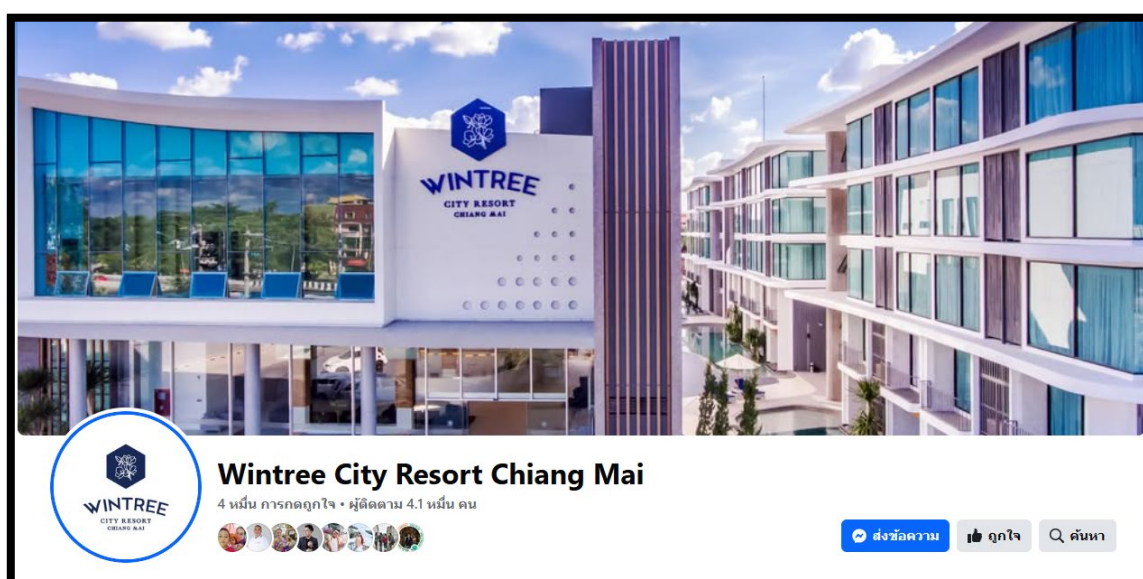 WINTREE
CITY RESORT
CHIANG MAI
WINTREE
CITY RESORT
CHIANG MAI
Wintree City Resort Chiang Mai
4 หมื่น การกดถูกใจ • ผู้ติดตาม 4.1 หมื่น คน
ส่งข้อความ
ถูกใจ
ค้นหา